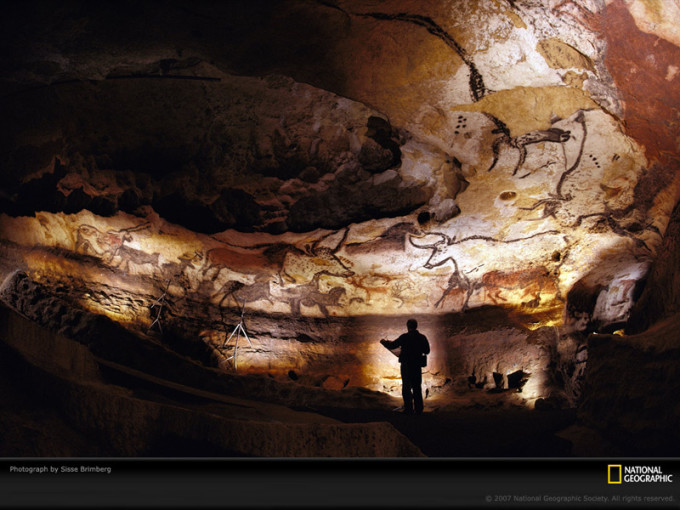 Photograph by Sisse Brimberg
NATIONAL
GEOGRAPHIC
© 2007 National Geographic Society. All rights reserved.